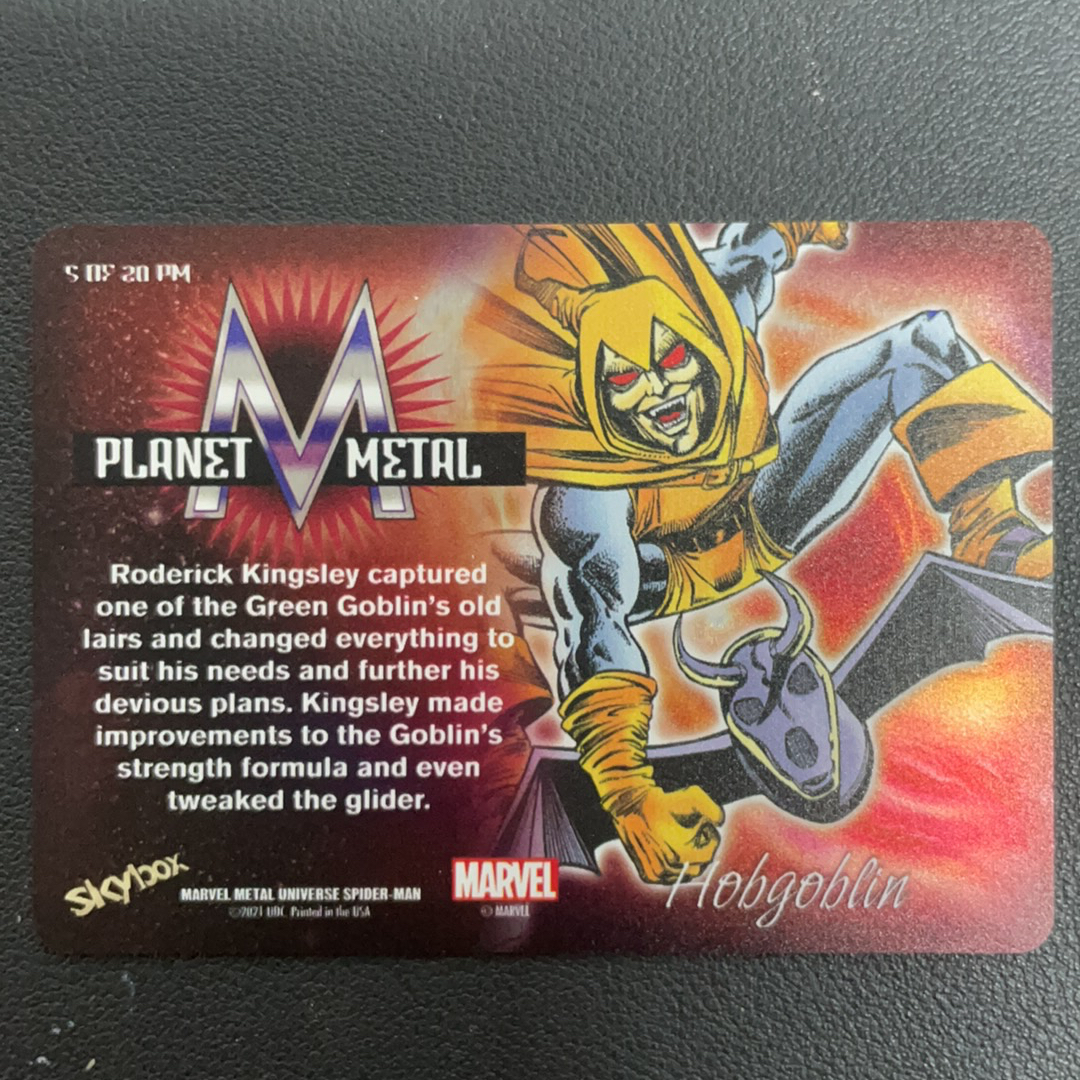 5 OF 20 PM
M
PLANET METAL
Roderick Kingsley captured
one of the Green Goblin's old
lairs and changed everything to
suit his needs and further his
devious plans. Kingsley made
improvements to the Goblin's
strength formula and even
tweaked the glider.
skybox
MARVEL METAL UNIVERSE SPIDER-MAN
©2021 UDC. Printed in the USA
MARVEL
© MARVEL
Hobgoblin